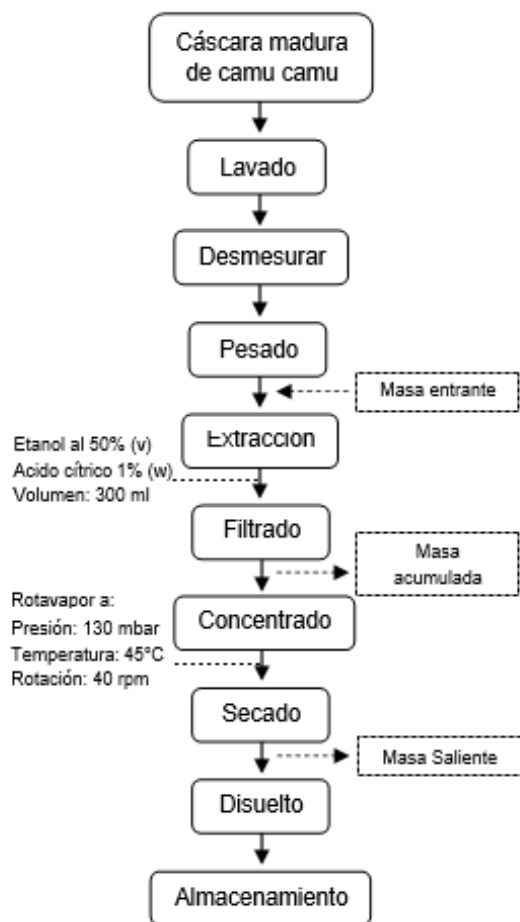 Cáscara madura
de camu camu
Lavado
Desmesurar
Pesado
Masa entrante
Extraccion
Etanol al 50% (v)
Acido cítrico 1% (w)
Volumen: 300 ml
Filtrado
Masa
acumulada
Rotavapor a:
Presión: 130 mbar
Temperatura: 45ºC
Rotación: 40 rpm
Concentrado
Secado
Masa Saliente
Disuelto
Almacenamiento